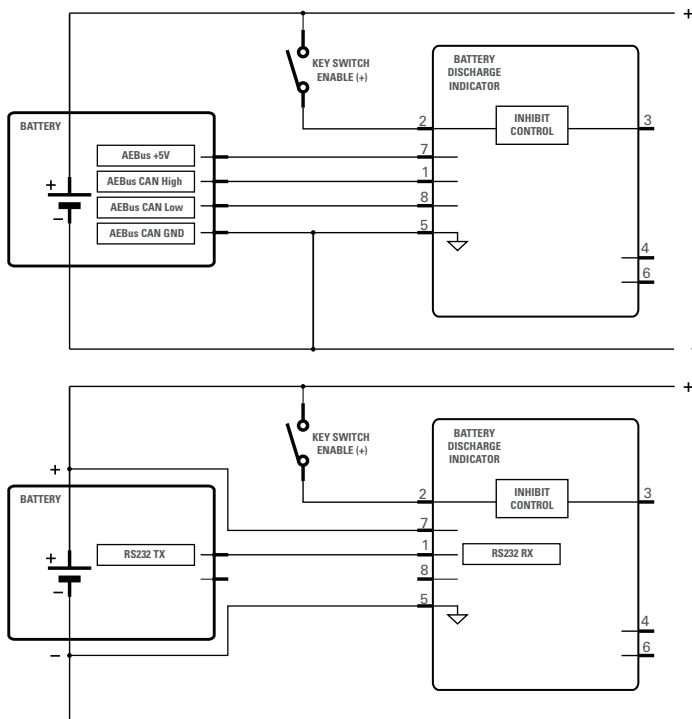 +
KEY SWITCH
ENABLE (+)
BATTERY
DISCHARGE
INDICATOR
INHIBIT
CONTROL
2
3
BATTERY
AEBus +5V
7
AEBus CAN High
1
+
AEBus CAN Low
8
–
AEBus CAN GND
5
4
6
-
+
KEY SWITCH
ENABLE (+)
BATTERY
DISCHARGE
INDICATOR
+
BATTERY
INHIBIT
CONTROL
2
3
7
+
RS232 TX
1
RS232 RX
8
–
5
4
6
–